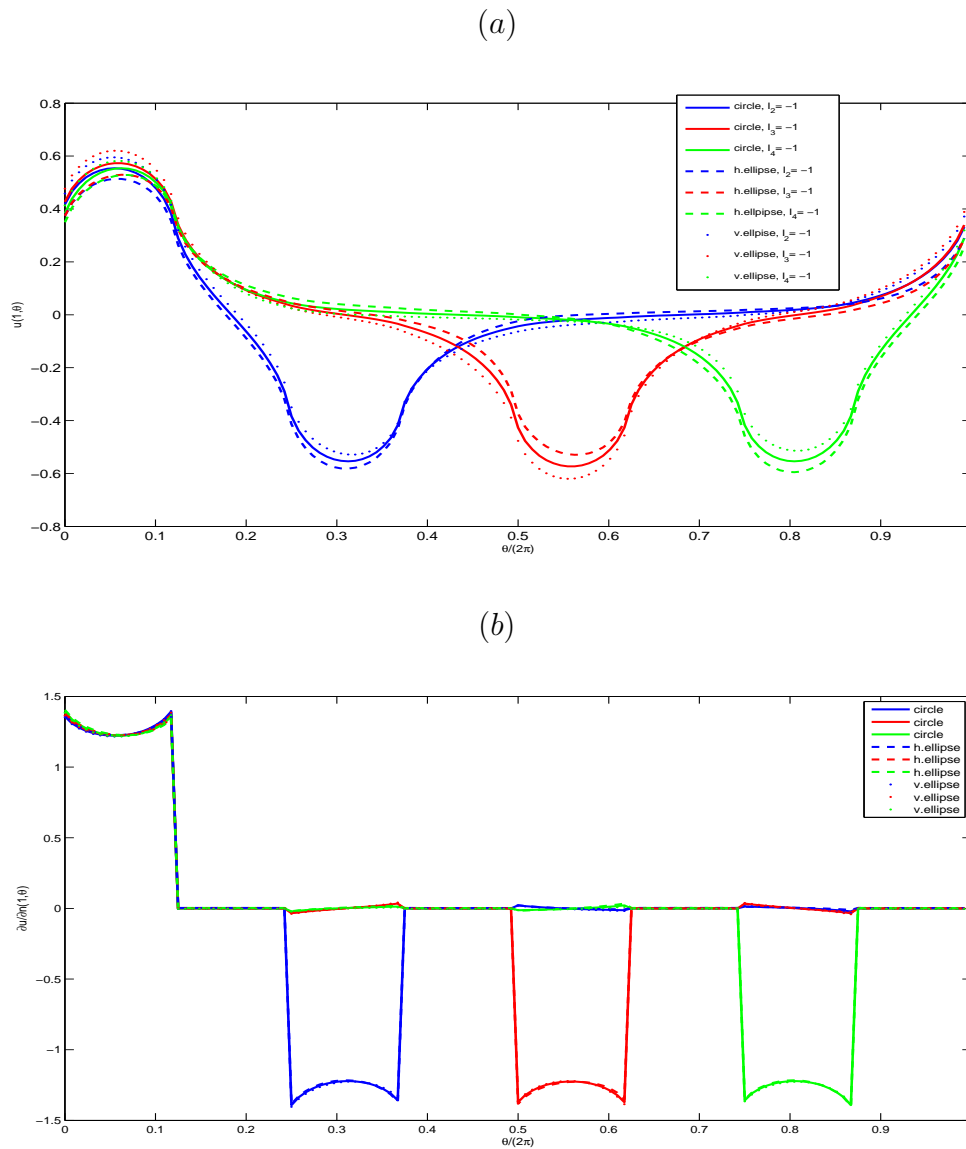 (a)
0.8
0.6
0.4
0.2
0
−0.2
−0.4
−0.6
−0.8
u(1,θ)
0 0.1 0.2 0.3 0.4 0.5 0.6 0.7 0.8 0.9
θ/(2π)
circle, I2= −1
circle, I3= −1
circle, I4= −1
h.ellipse, I2= −1
h.ellipse, I3= −1
h.ellpipse, I4= −1
v.ellipse, I2= −1
v.ellipse, I3= −1
v.ellipse, I4= −1
(b)
1.5
1
0.5
0
−0.5
−1
−1.5
∂u/∂n(1,θ)
0 0.1 0.2 0.3 0.4 0.5 0.6 0.7 0.8 0.9
θ/(2π)
circle
circle
circle
h.ellipse
h.ellipse
h.ellipse
v.ellipse
v.ellipse
v.ellipse